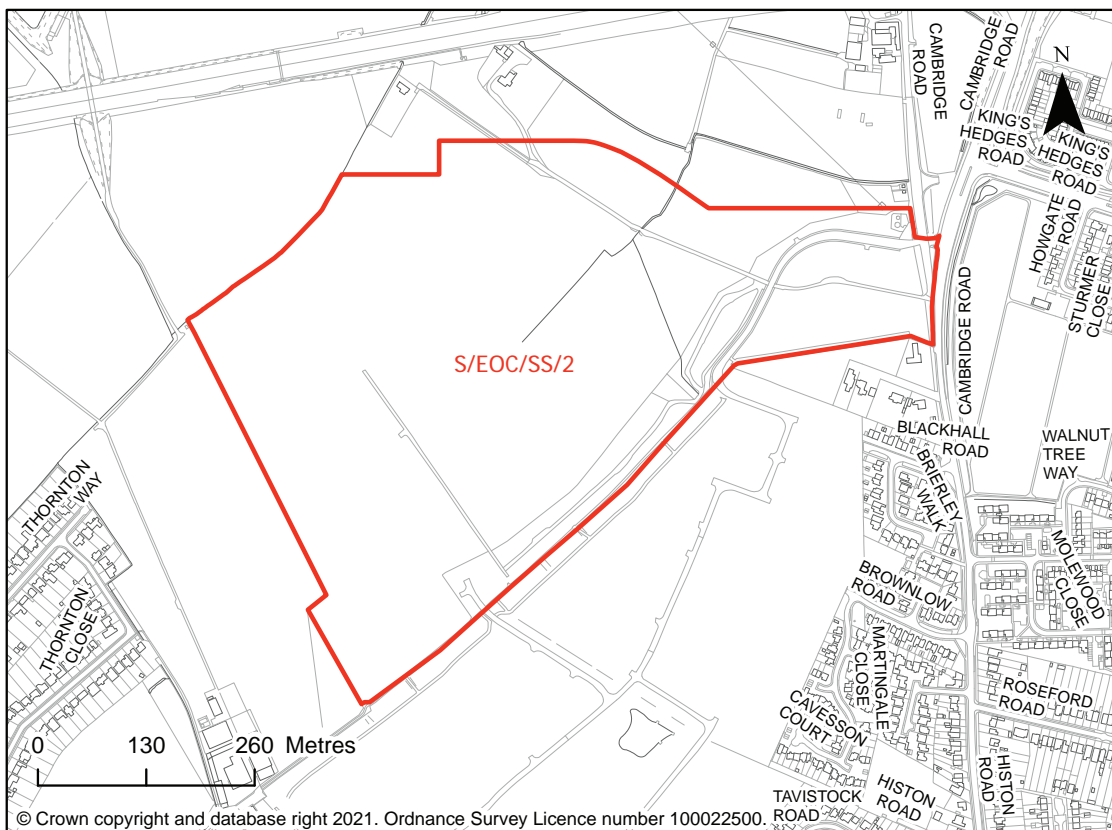 CAMBRIDGE
ROAD
CAMBRIDGE
ROAD
N
KING'S
HEDGES
ROAD
KING'S
HEDGES
ROAD
HOWGATE
ROAD
STURMER
CLOSE
CAMBRIDGE ROAD
S/EOC/SS/2
BLACKHALL
ROAD
WALNUT
TREE
WAY
BRIERLEY
WALK
THORNTON
WAY
MOLEWOOD
CLOSE
BROWNLOW
ROAD
THORNTON
CLOSE
MARTINGALE
CLOSE
ROSEFORD
ROAD
CAVESSON
COURT
HISTON
ROAD
HISTON
ROAD
TAVISTOCK
ROAD
0 130 260 Metres
© Crown copyright and database right 2021. Ordnance Survey Licence number 100022500.